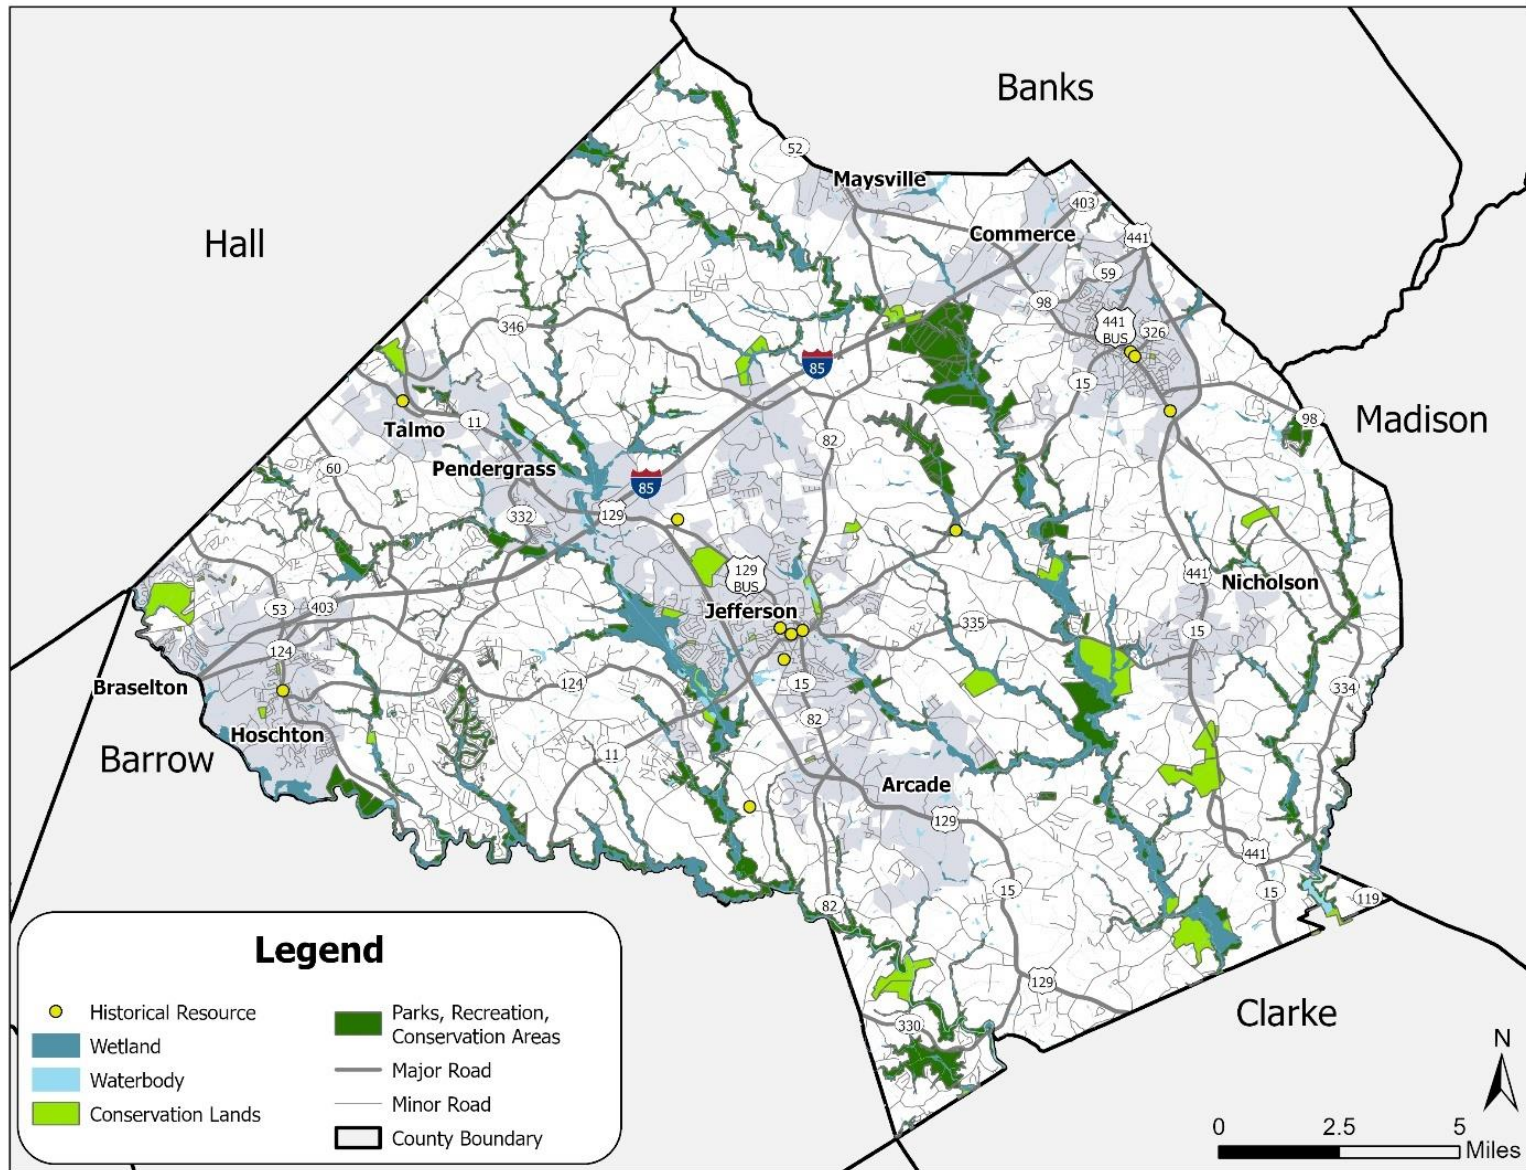 Banks
52
Maysville
403
Hall
Commerce
441
59
98
346
441
BUS
326
85
15
Madison
Talmo
11
82
98
Pendergrass
60
85
332
129
129
BUS
441
Nicholson
53
403
Jefferson
335
15
124
Braselton
124
15
334
Hoschton
82
Barrow
11
Arcade
129
441
15
15
119
82
129
Clarke
330
Legend
Historical Resource
Wetland
Waterbody
Conservation Lands
Parks, Recreation,
Conservation Areas
Major Road
Minor Road
County Boundary
N
0 2.5 5
Miles